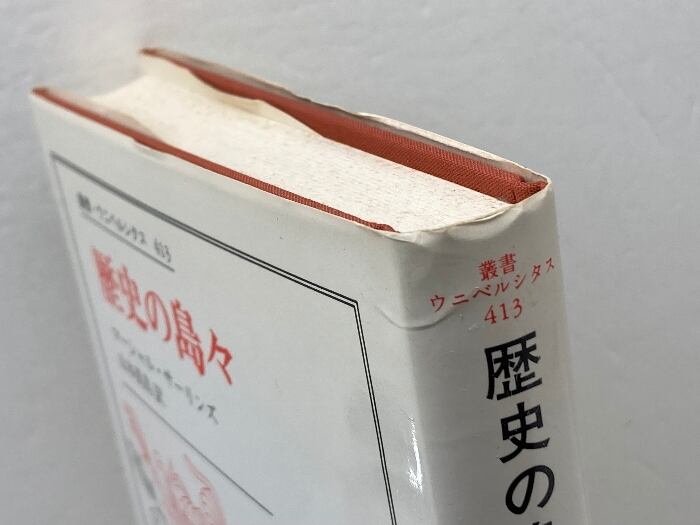 叢書・ウニベルシタス 413
歴史の島々
マーシャル・サーリンズ
叢書
ウニベルシタス
413
歴史の